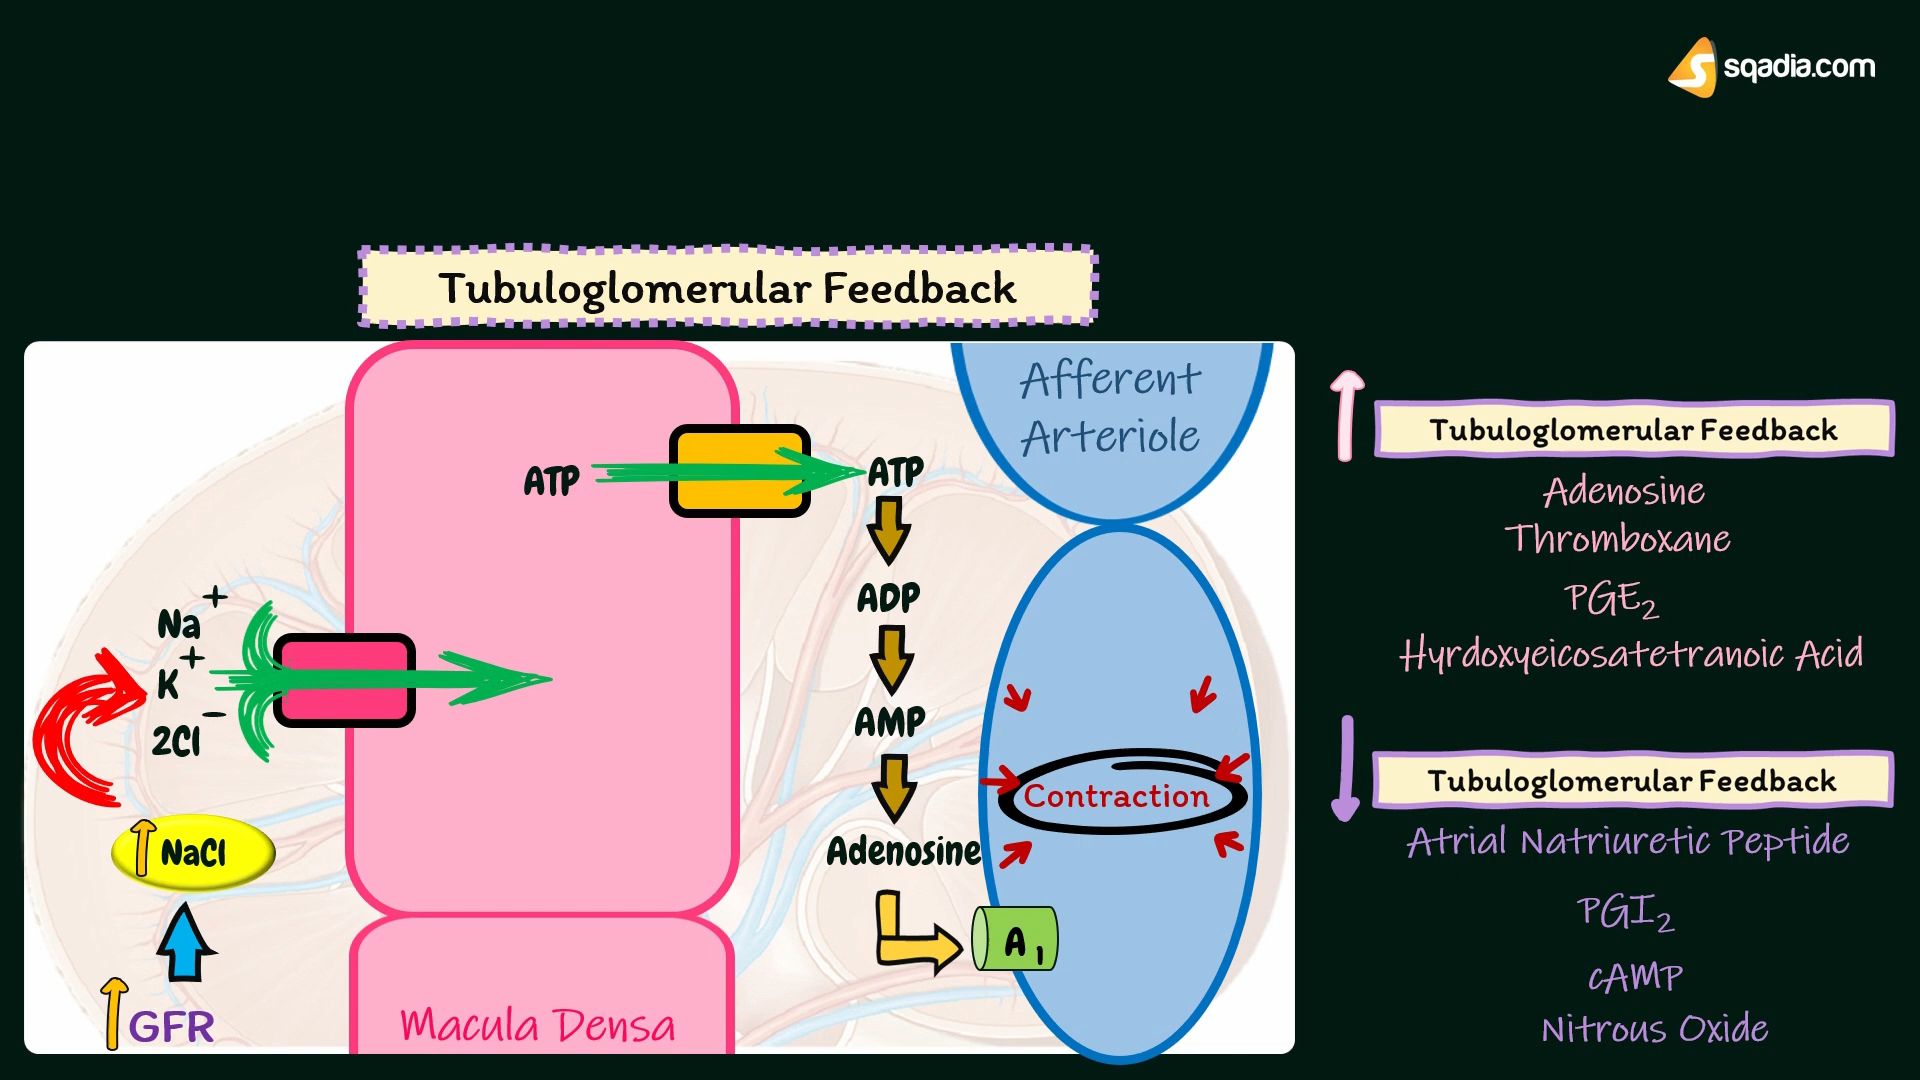 sqadia.com
Tubuloglomerular Feedback
Afferent
Arteriole
ATP
ATP
ADP
AMP
Adenosine
A₁
Contraction
Na⁺
K⁺
2Cl⁻
NaCl
GFR
Macula Densa
Tubuloglomerular Feedback
Adenosine
Thromboxane
PGE₂
Hyrdoxyeicosatetranoic Acid
Tubuloglomerular Feedback
Atrial Natriuretic Peptide
PGI₂
cAMP
Nitrous Oxide